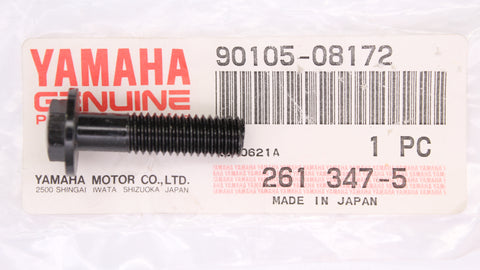 YAMAHA
GENUINE
90105-08172
0621A
1 PC
YAMAHA MOTOR CO.,LTD.
2500 SHINGAI IWATA SHIZUOKA JAPAN
261 347-5
MADE IN JAPAN